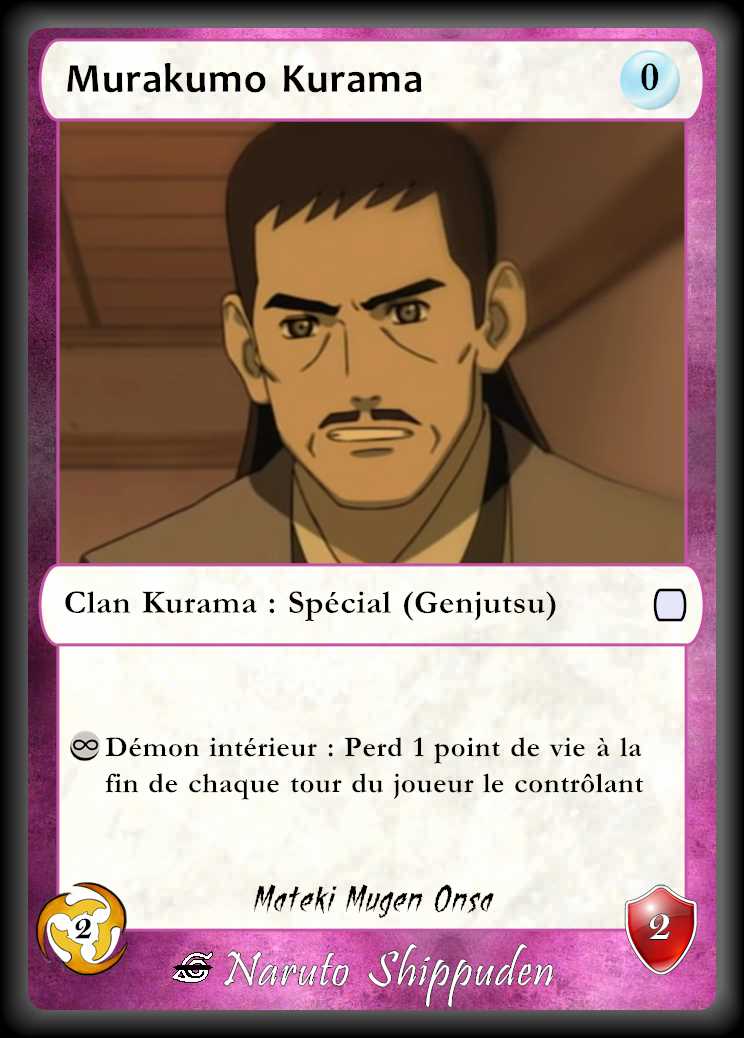 Murakumo Kurama
0
Clan Kurama : Spécial (Genjutsu)
∞ Démon intérieur : Perd 1 point de vie à la
fin de chaque tour du joueur le contrôlant
Mateki Mugen Onsa
2
2
Naruto Shippuden